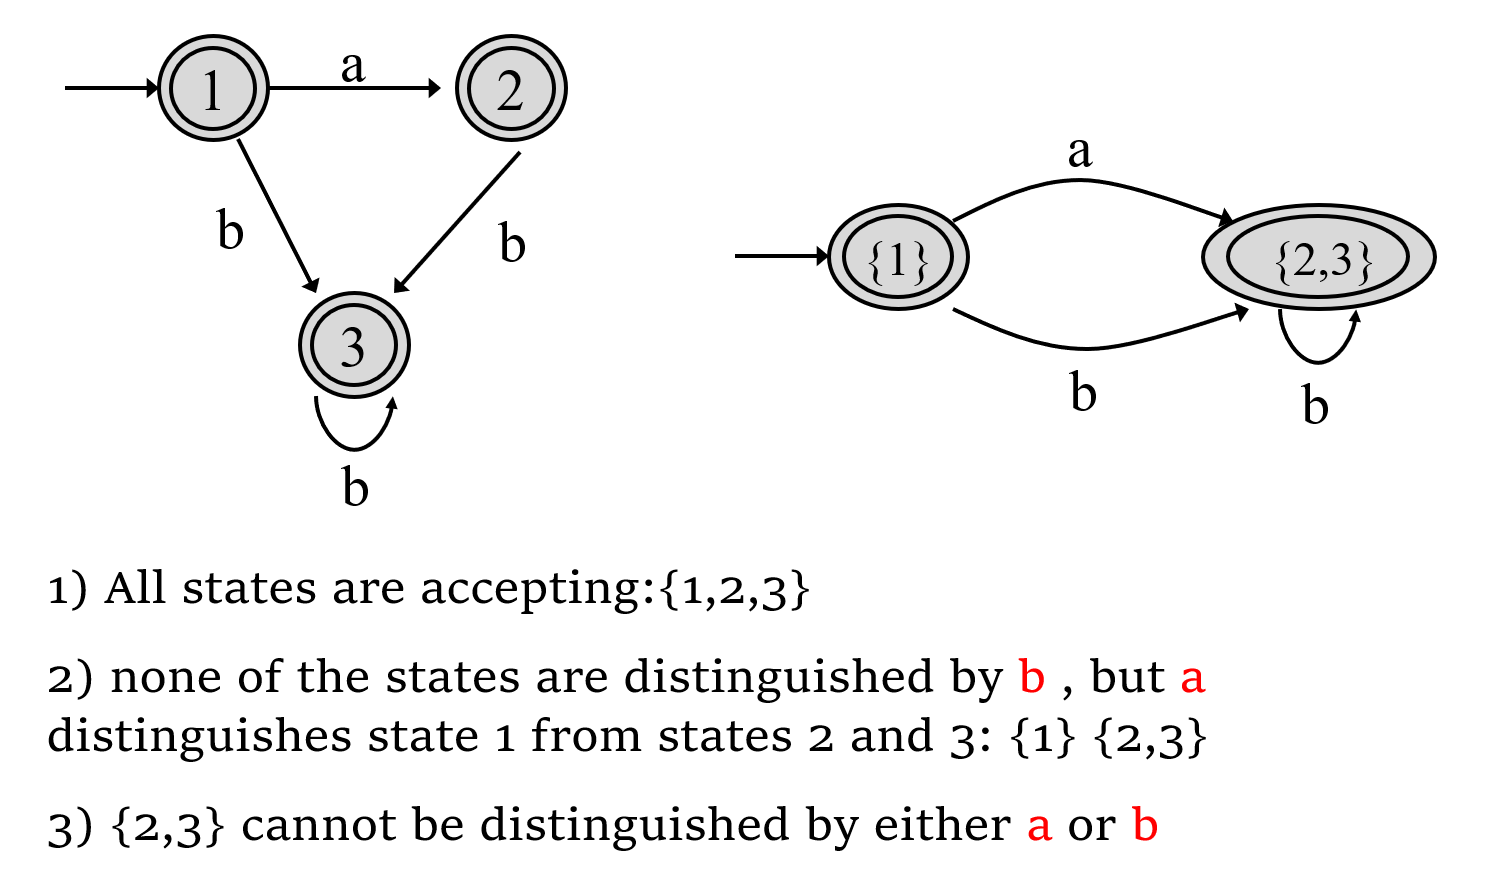 a
1
2
b
b
3
b
a
{1}
{2,3}
b
b
1) All states are accepting:{1,2,3}
2) none of the states are distinguished by b , but a
distinguishes state 1 from states 2 and 3: {1} {2,3}
3) {2,3} cannot be distinguished by either a or b